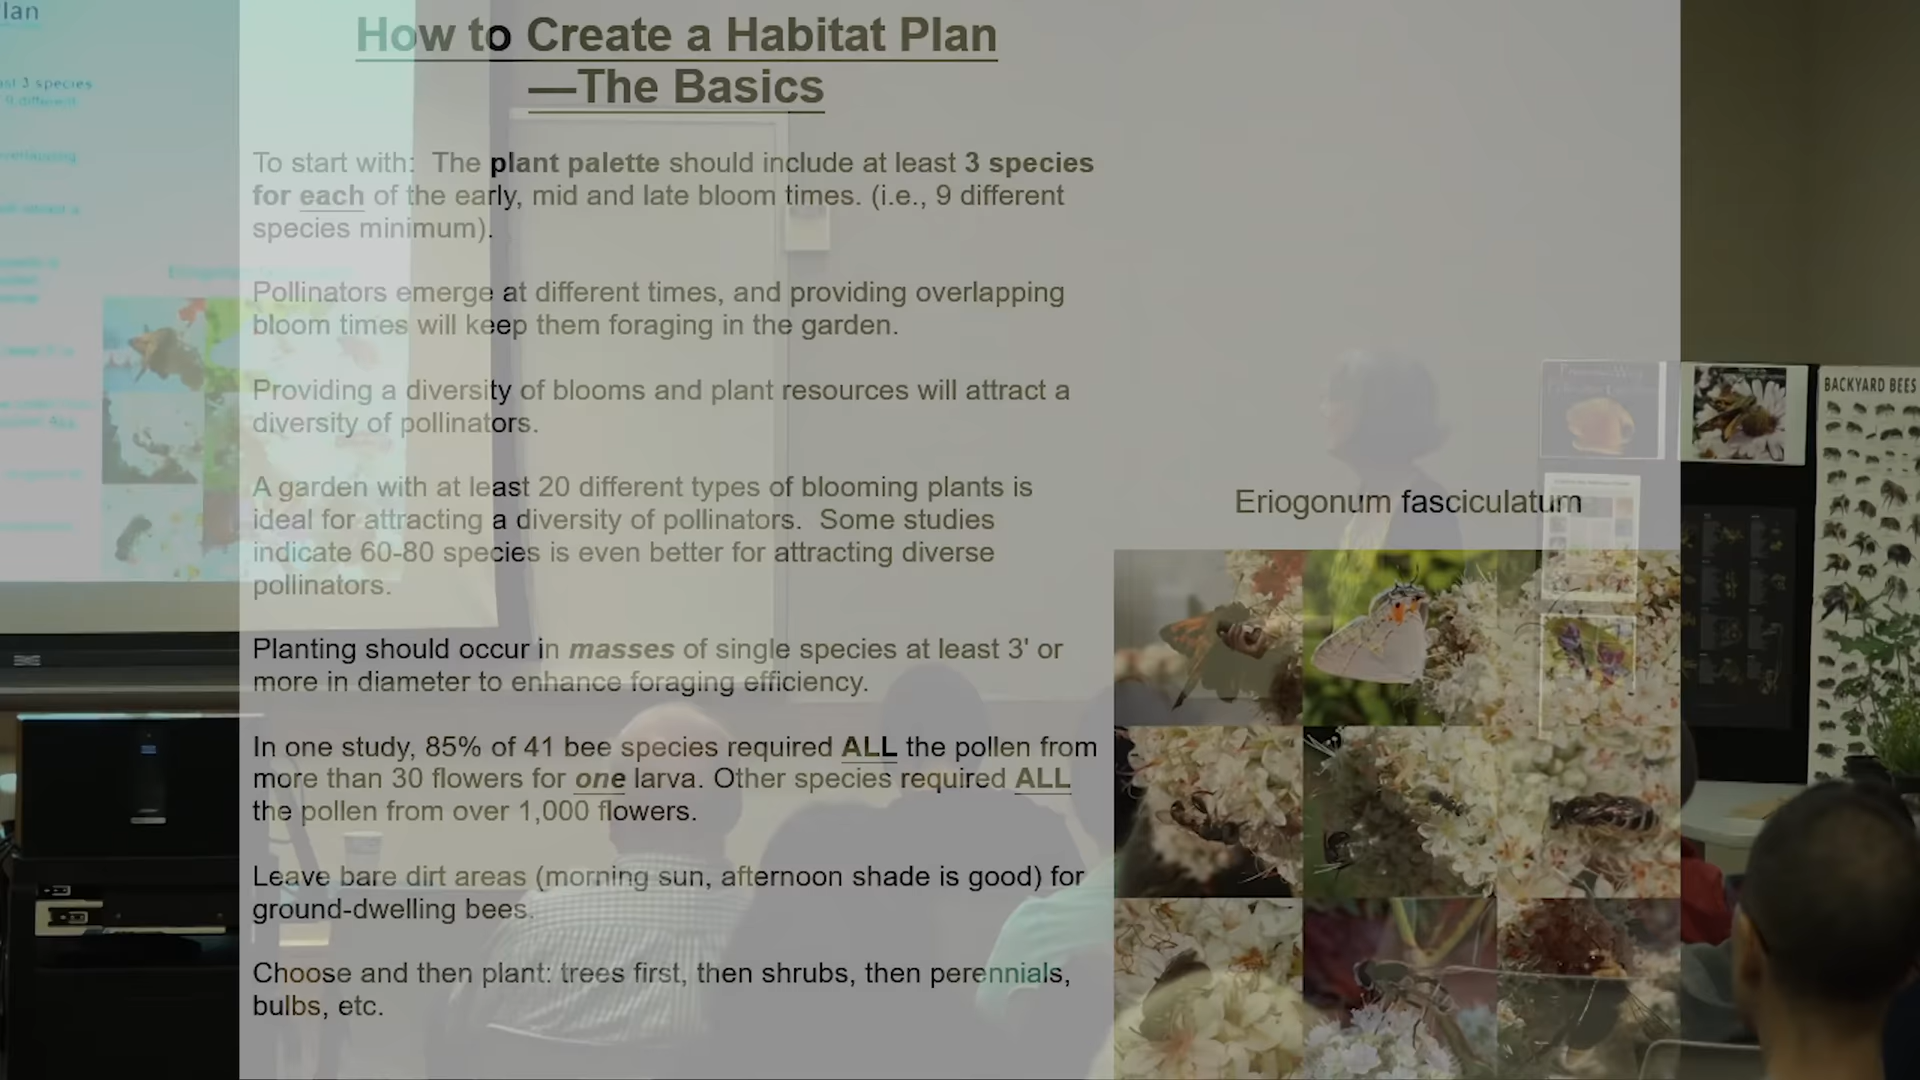 How to Create a Habitat Plan
—The Basics
To start with:  The plant palette should include at least 3 species
for each of the early, mid and late bloom times. (i.e., 9 different
species minimum).
Pollinators emerge at different times, and providing overlapping
bloom times will keep them foraging in the garden.
Providing a diversity of blooms and plant resources will attract a
diversity of pollinators.
A garden with at least 20 different types of blooming plants is
ideal for attracting a diversity of pollinators.  Some studies
indicate 60-80 species is even better for attracting diverse
pollinators.
Planting should occur in masses of single species at least 3' or
more in diameter to enhance foraging efficiency.
In one study, 85% of 41 bee species required ALL the pollen from
more than 30 flowers for one larva. Other species required ALL
the pollen from over 1,000 flowers.
Leave bare dirt areas (morning sun, afternoon shade is good) for
ground-dwelling bees.
Choose and then plant: trees first, then shrubs, then perennials,
bulbs, etc.
Eriogonum fasciculatum
lan
3 species
9 different
overlapping
BACKYARD BEES